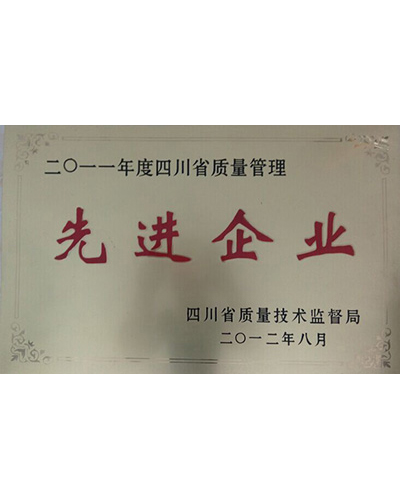 二〇一一年度四川省质量管理
先进企业
四川省质量技术监督局
二〇一二年八月